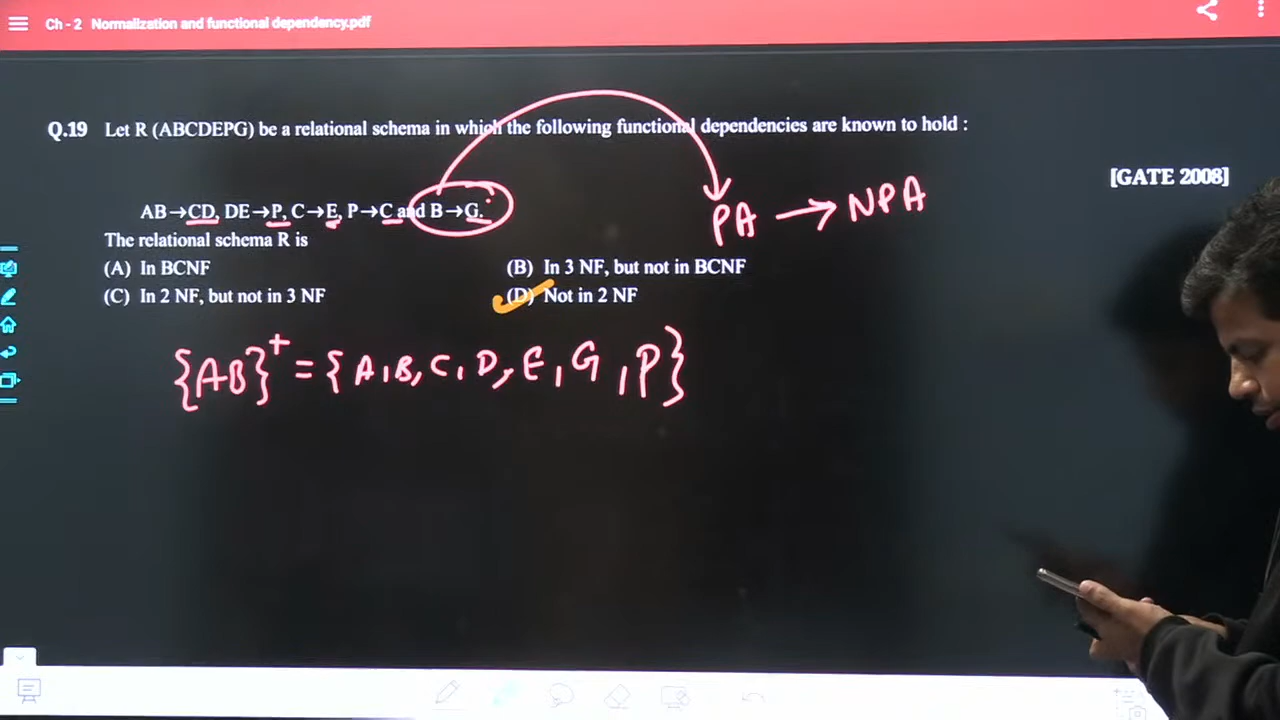 Ch - 2 Normalization and functional dependency.pdf
Q.19 Let R (ABCDEPG) be a relational schema in which the following functional dependencies are known to hold :
[GATE 2008]
AB→CD, DE→P, C→E, P→C and B→G.
PA → NPA
The relational schema R is
(A) In BCNF
(B) In 3 NF, but not in BCNF
(C) In 2 NF, but not in 3 NF
(D) Not in 2 NF
{AB}+ = {A,B,C,D,E,G,P}